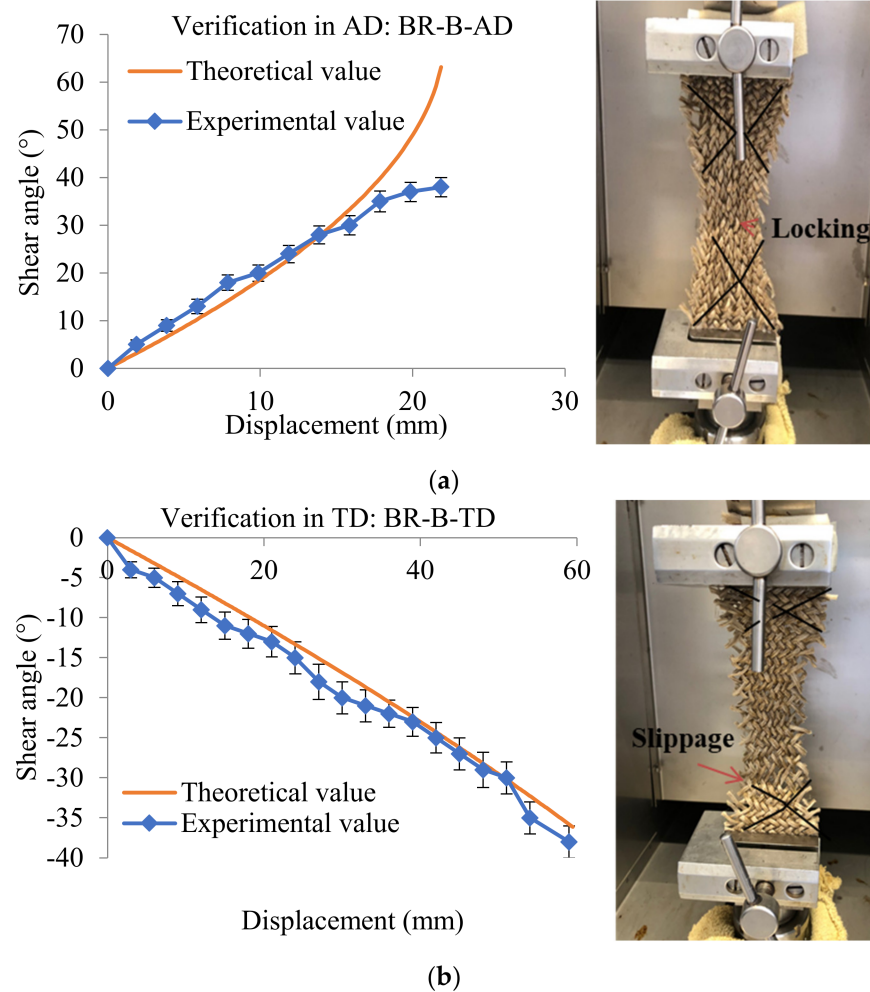 Verification in AD: BR-B-AD
Theoretical value
Experimental value
70
60
50
40
30
20
10
0
0 10 20 30
Shear angle (°)
Displacement (mm)
Locking
(a)
Verification in TD: BR-B-TD
0
-5
-10
-15
-20
-25
-30
-35
-40
0 20 40 60
Shear angle (°)
Theoretical value
Experimental value
Displacement (mm)
Slippage
(b)